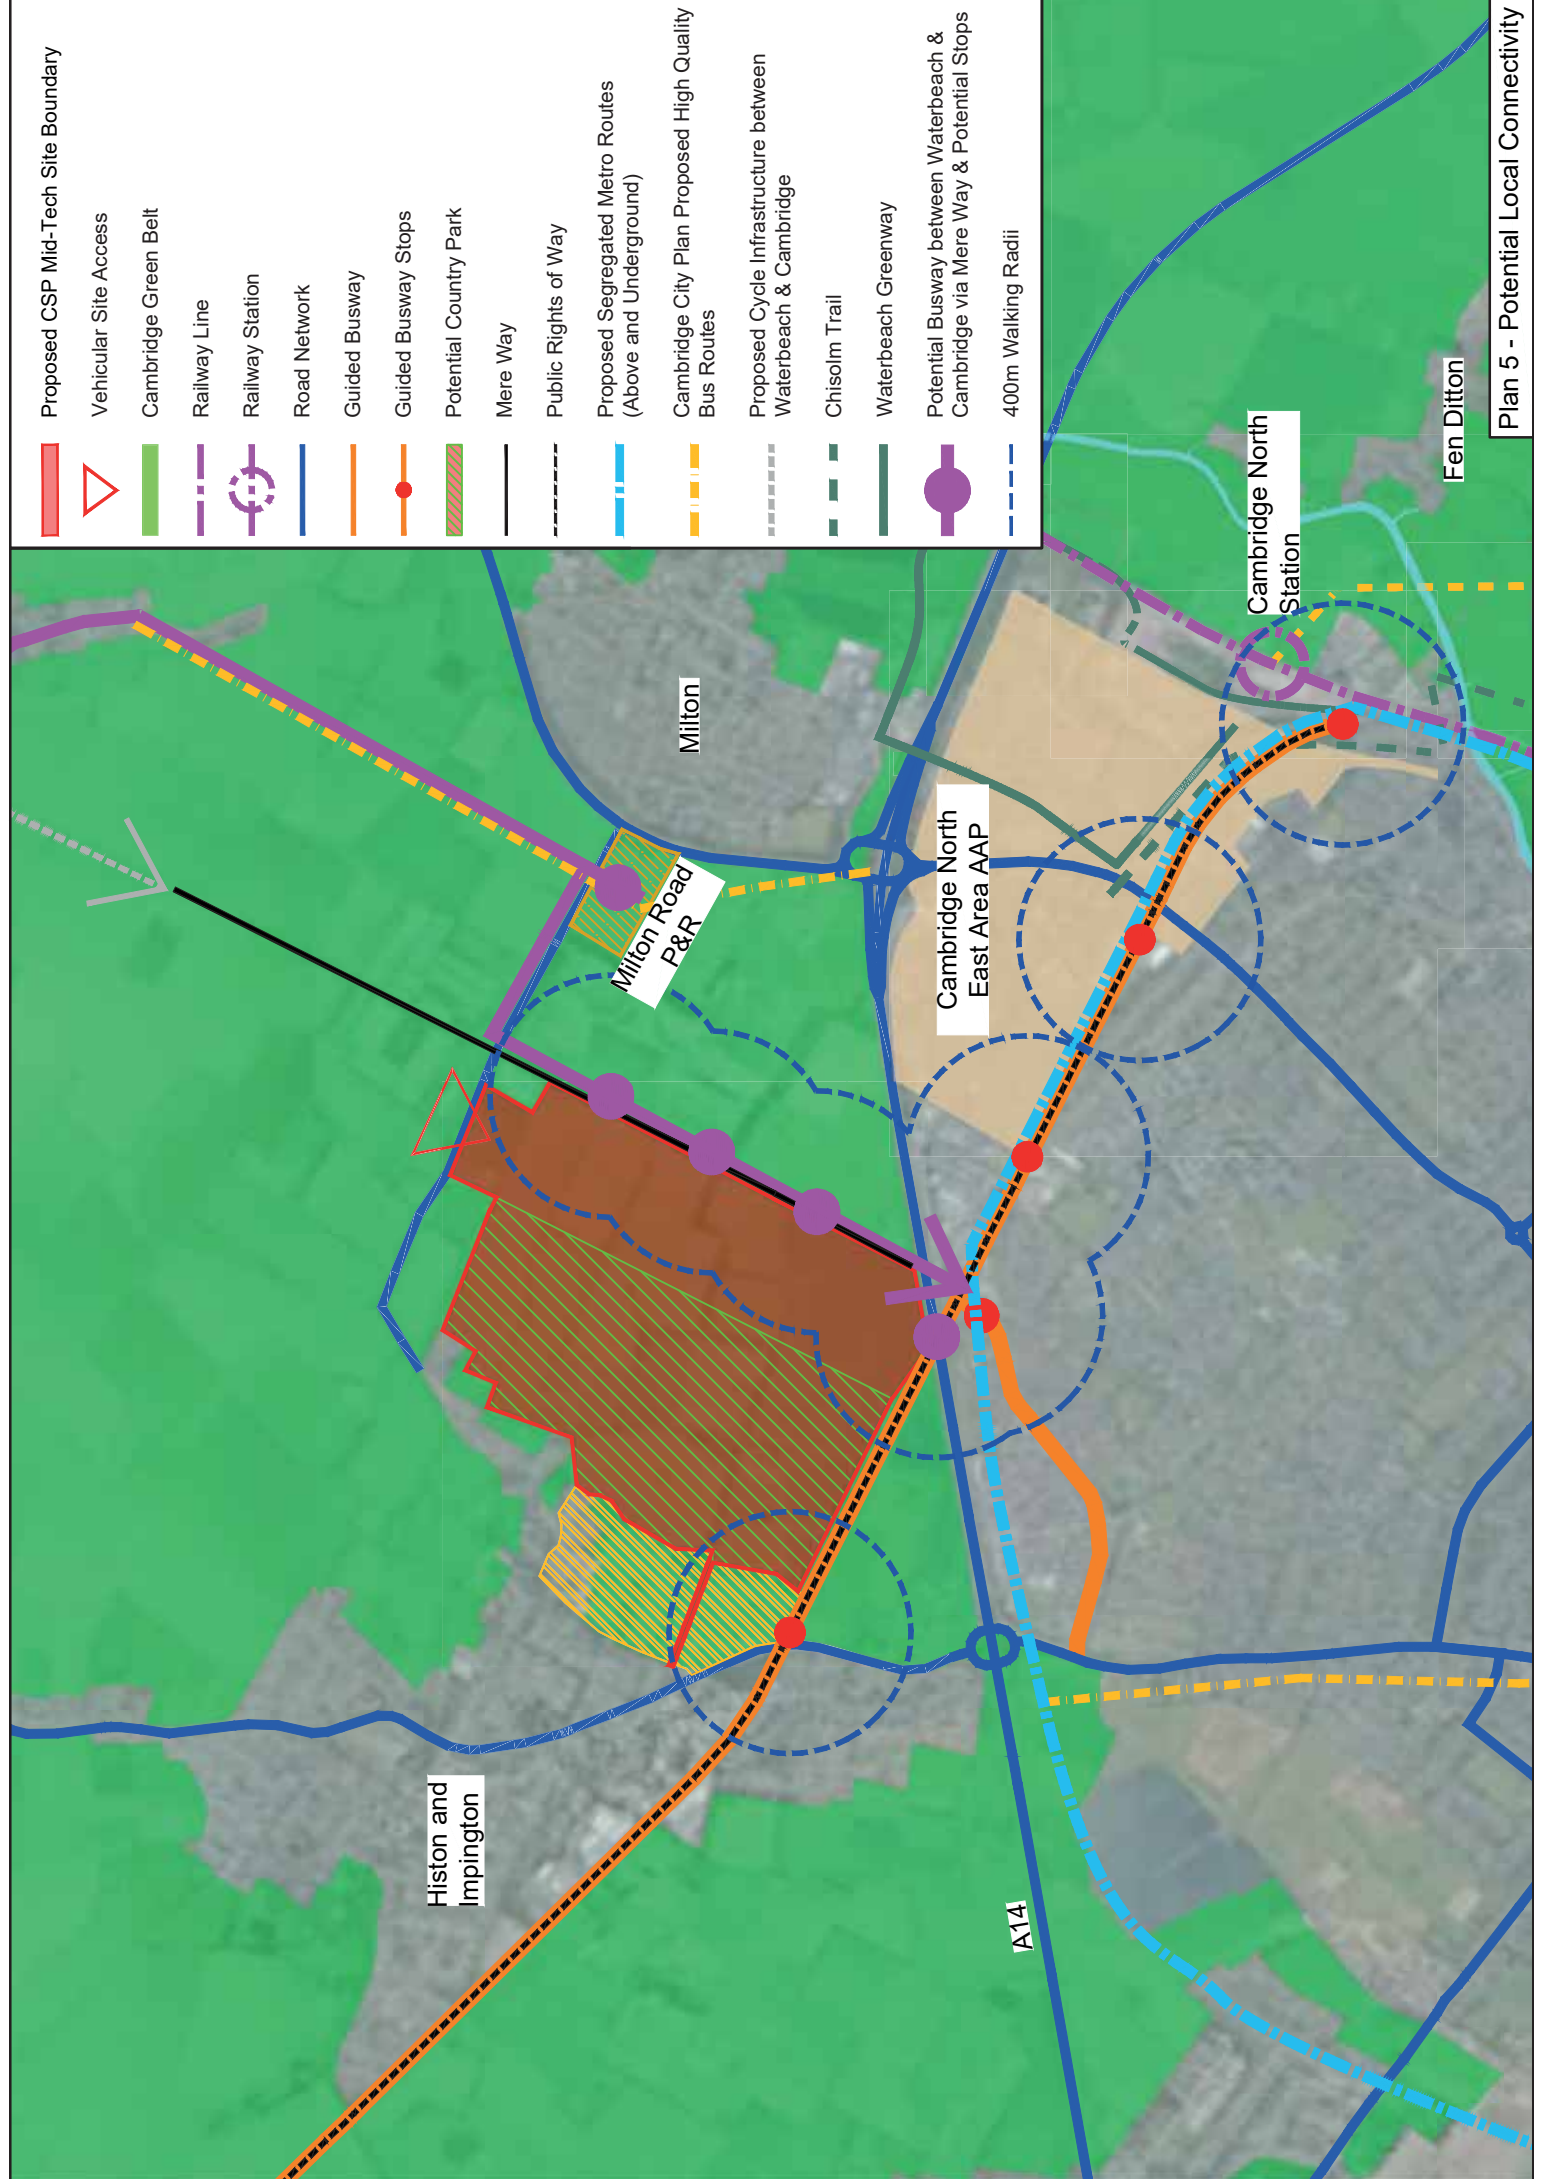 Proposed CSP Mid-Tech Site Boundary
Vehicular Site Access
Cambridge Green Belt
Railway Line
Railway Station
Road Network
Guided Busway
Guided Busway Stops
Potential Country Park
Mere Way
Public Rights of Way
Proposed Segregated Metro Routes
(Above and Underground)
Cambridge City Plan Proposed High Quality
Bus Routes
Proposed Cycle Infrastructure between
Waterbeach & Cambridge
Chisolm Trail
Waterbeach Greenway
Potential Busway between Waterbeach &
Cambridge via Mere Way & Potential Stops
400m Walking Radii
Histon and
Impington
Milton
Milton Road
P&R
Cambridge North
East Area AAP
A14
Cambridge North
Station
Fen Ditton
Plan 5 - Potential Local Connectivity